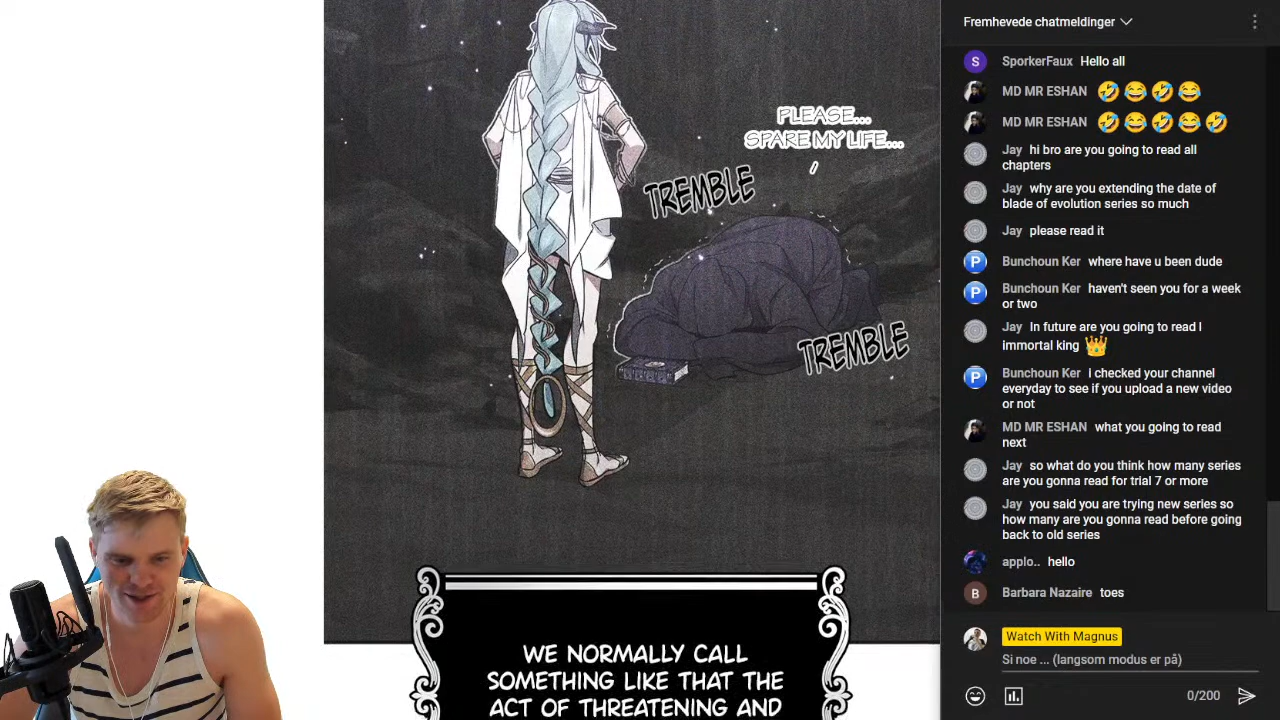 PLEASE...
SPARE MY LIFE...
TREMBLE
TREMBLE
WE NORMALLY CALL
SOMETHING LIKE THAT THE
ACT OF THREATENING AND
Fremhevede chatmeldinger
S SporkerFaux Hello all
MD MR ESHAN 🤣😂🤣😂
MD MR ESHAN 🤣😂🤣😂🤣
Jay hi bro are you going to read all
chapters
Jay why are you extending the date of
blade of evolution series so much
Jay please read it
P Bunchoun Ker where have u been dude
P Bunchoun Ker haven't seen you for a week
or two
Jay In future are you going to read I
immortal king 👑
P Bunchoun Ker I checked your channel
everyday to see if you upload a new video
or not
MD MR ESHAN what you going to read
next
Jay so what do you think how many series
are you gonna read for trial 7 or more
Jay you said you are trying new series so
how many are you gonna read before going
back to old series
applo.. hello
B Barbara Nazaire toes
Watch With Magnus
Si noe ... (langsom modus er på)
0/200